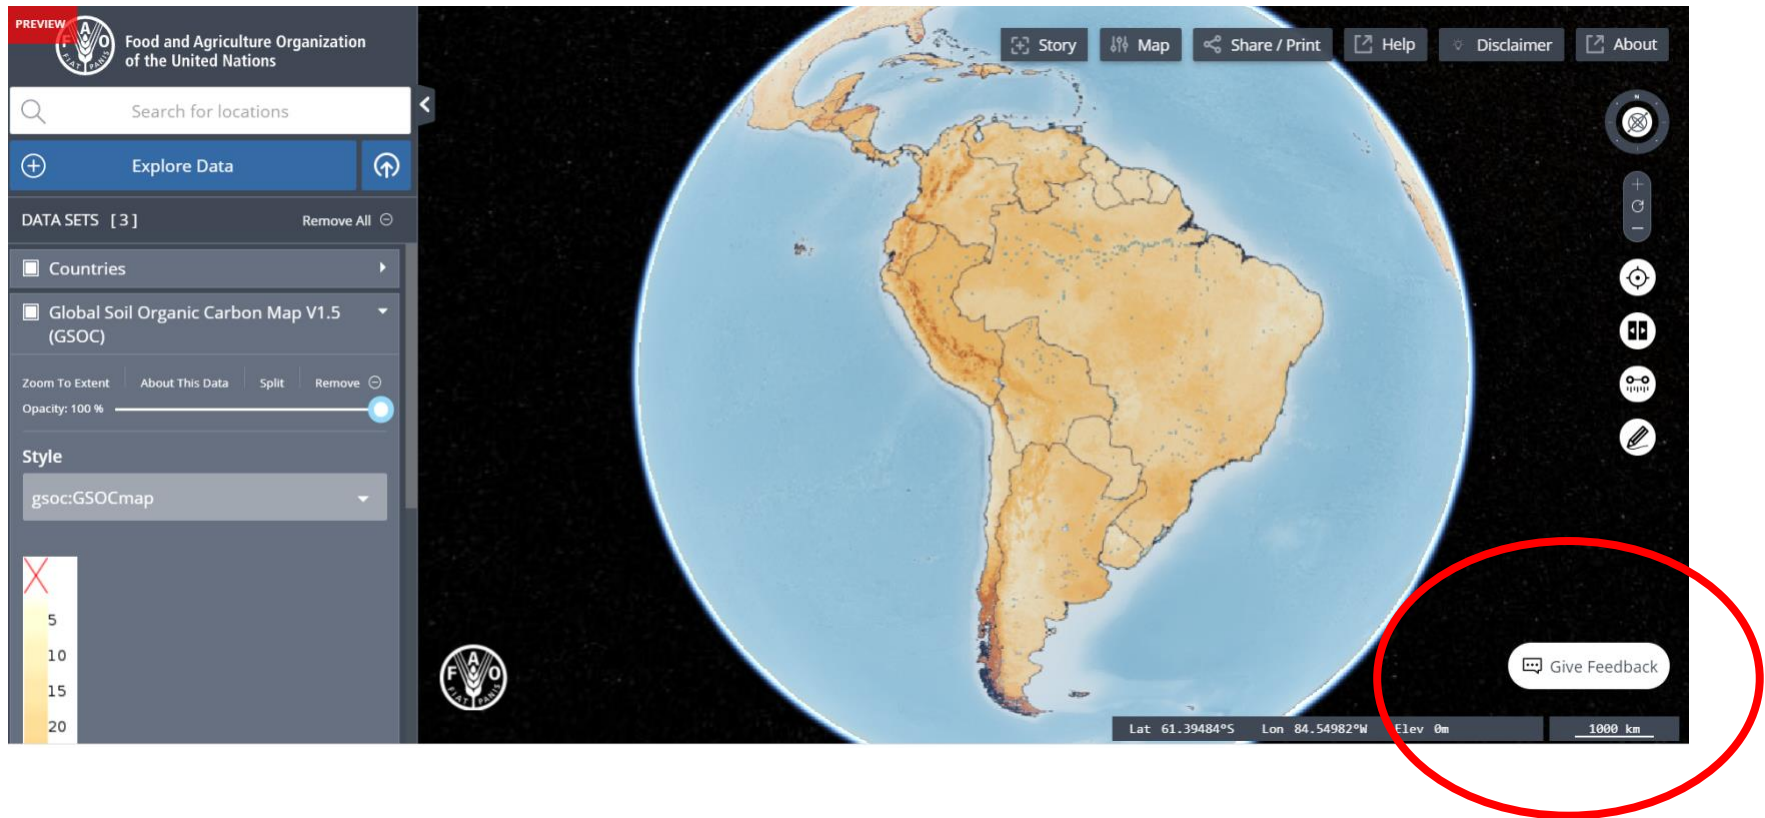 PREVIEW
Food and Agriculture Organization
of the United Nations
Search for locations
Explore Data
DATA SETS [ 3 ]
Remove All
Countries
Global Soil Organic Carbon Map V1.5
(GSOC)
Zoom To Extent
About This Data
Split
Remove
Opacity: 100 %
Style
gsoc:GSOCmap
5
10
15
20
Story
Map
Share / Print
Help
Disclaimer
About
N
F A O
FIAT PANIS
Give Feedback
Lat 61.39484°S Lon 84.54982°W Elev 0m
1000 km